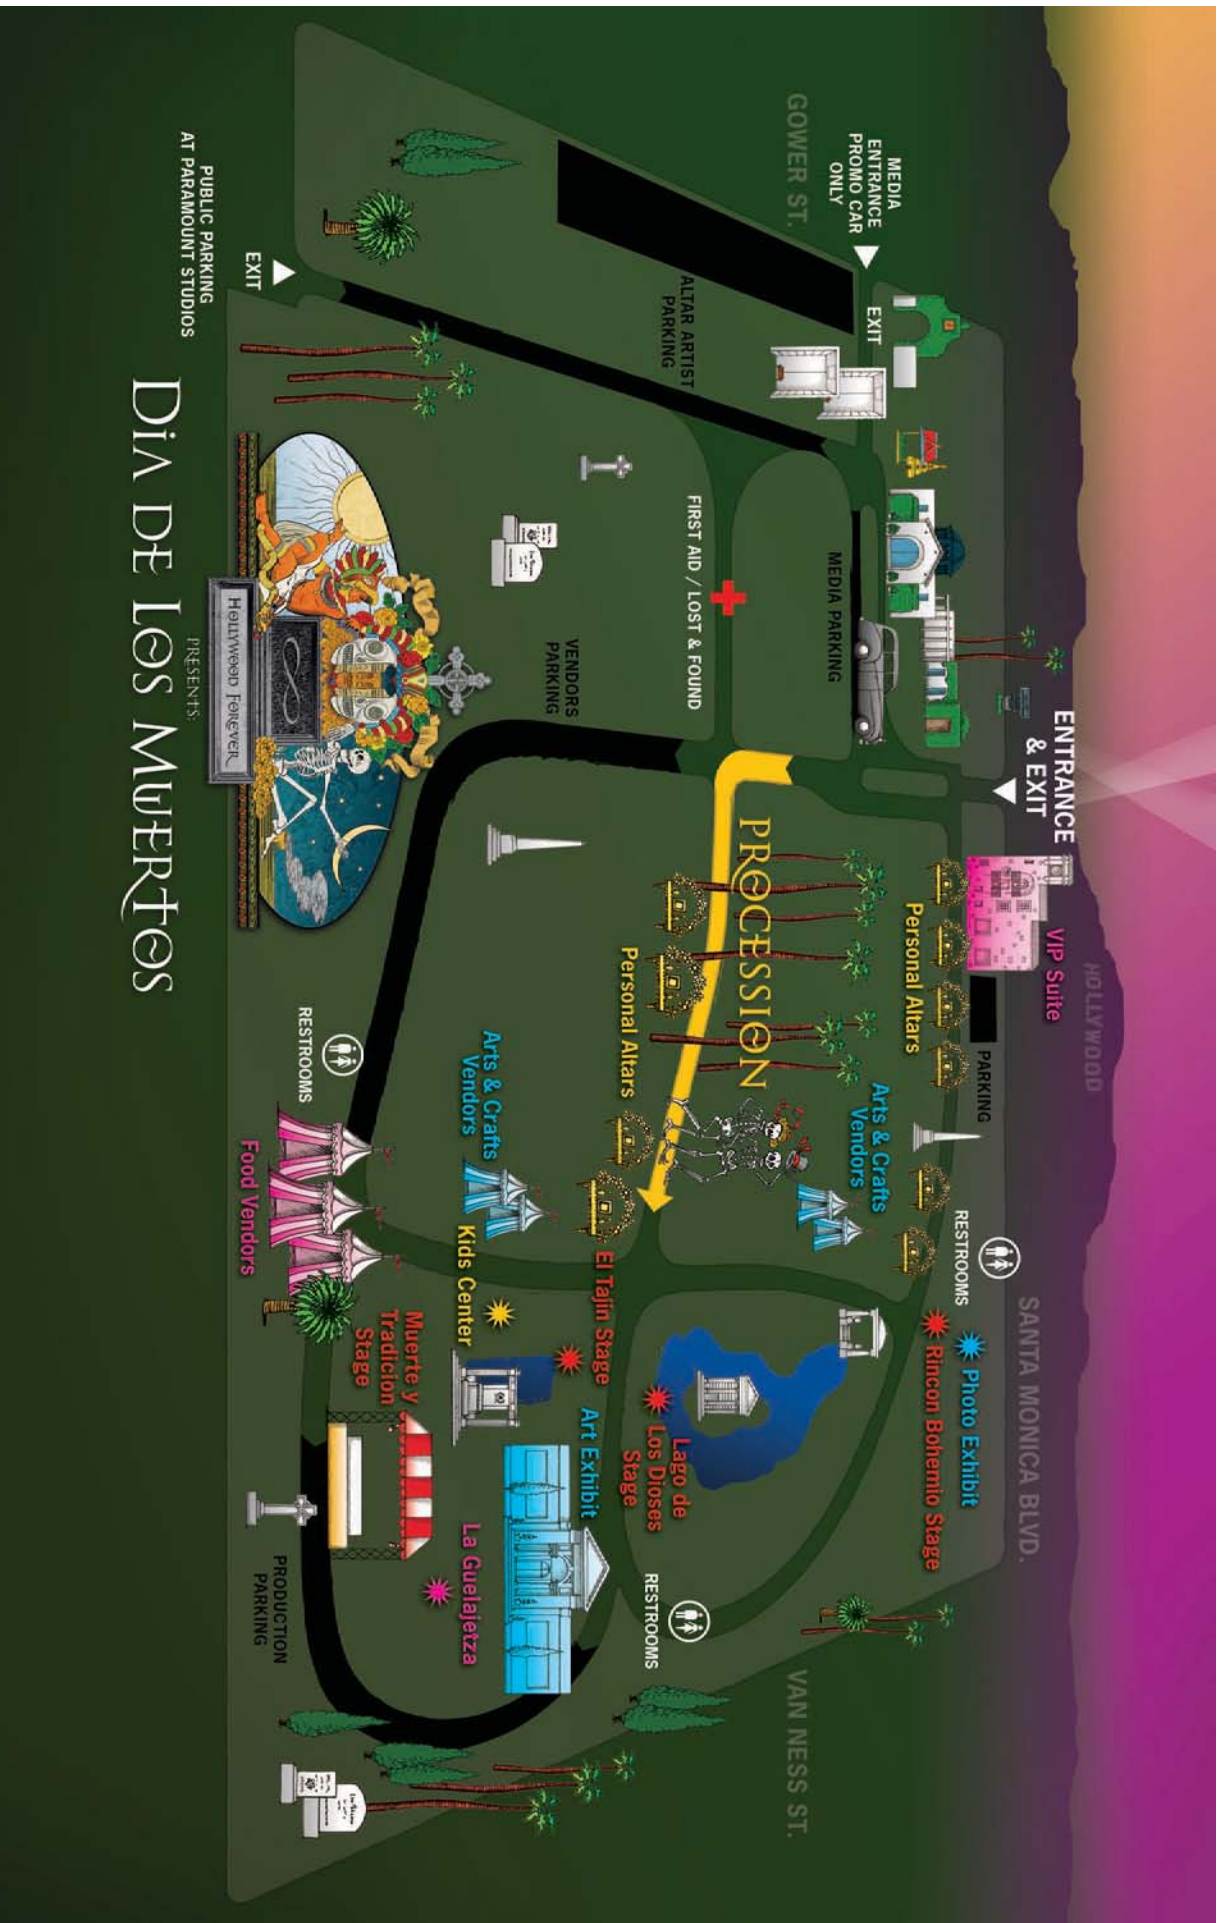 HOLLYWOOD
SANTA MONICA BLVD.
GOWER ST.
VAN NESS ST.
MEDIA
ENTRANCE
PROMO CAR
ONLY
EXIT
ENTRANCE
& EXIT
VIP Suite
PARKING
Personal Altars
RESTROOMS
Photo Exhibit
Rincon Bohemio Stage
Arts & Crafts
Vendors
MEDIA PARKING
ALTAR ARTIST
PARKING
FIRST AID / LOST & FOUND
PROCESSION
Personal Altars
El Tajin Stage
Lago de
Los Dioses
Stage
RESTROOMS
VENDORS
PARKING
Arts & Crafts
Vendors
Kids Center
Art Exhibit
La Guelajetza
Muerte y
Tradicion
Stage
RESTROOMS
Food Vendors
PRODUCTION
PARKING
EXIT
PUBLIC PARKING
AT PARAMOUNT STUDIOS
HOLLYWOOD FOREVER
PRESENTS:
DIA DE LOS MUERTOS